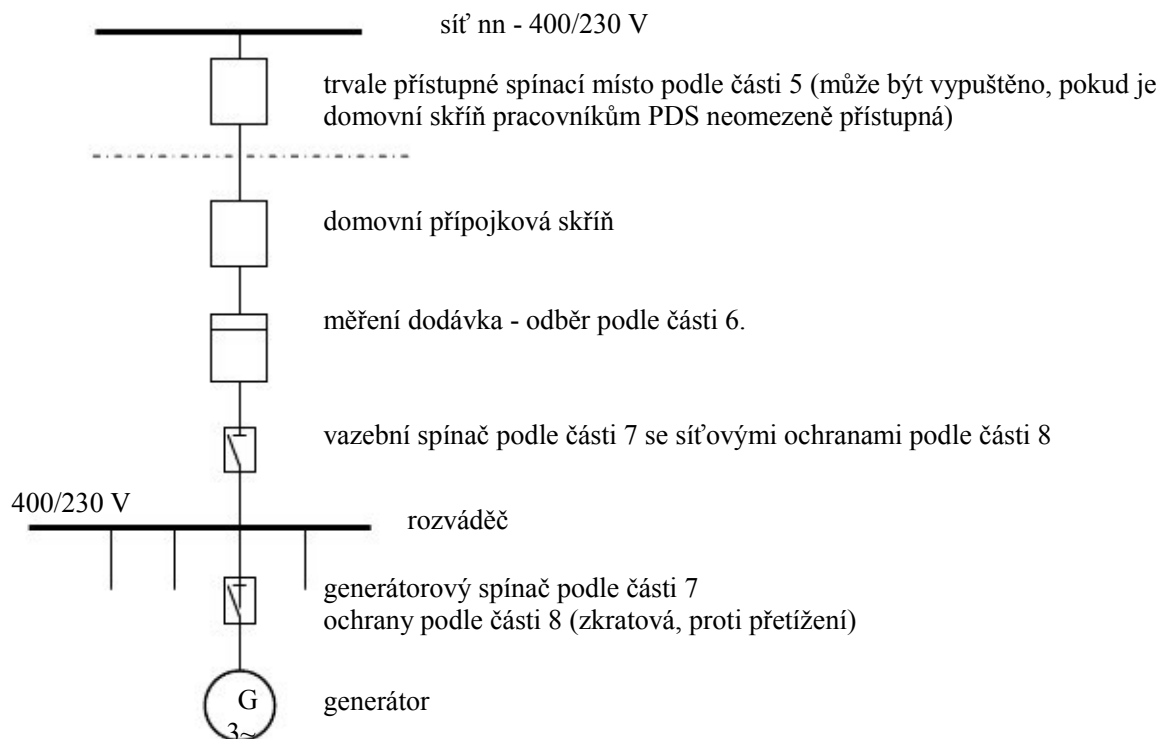 síť nn - 400/230 V
trvale přístupné spínací místo podle části 5 (může být vypuštěno, pokud je
domovní skříň pracovníkům PDS neomezeně přístupná)
domovní přípojková skříň
měření dodávka - odběr podle části 6.
vazební spínač podle části 7 se síťovými ochranami podle části 8
400/230 V
rozváděč
generátorový spínač podle části 7
ochrany podle části 8 (zkratová, proti přetížení)
G
3~
generátor